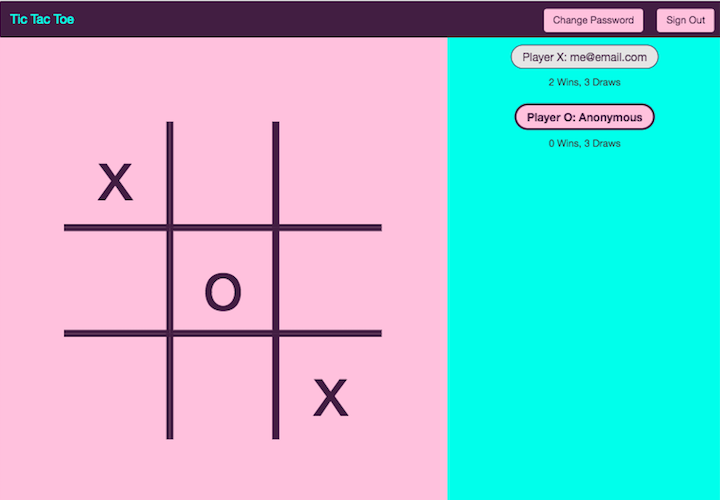 Tic Tac Toe
Change Password
Sign Out
Player X: me@email.com
2 Wins, 3 Draws
Player O: Anonymous
0 Wins, 3 Draws
X
O
X